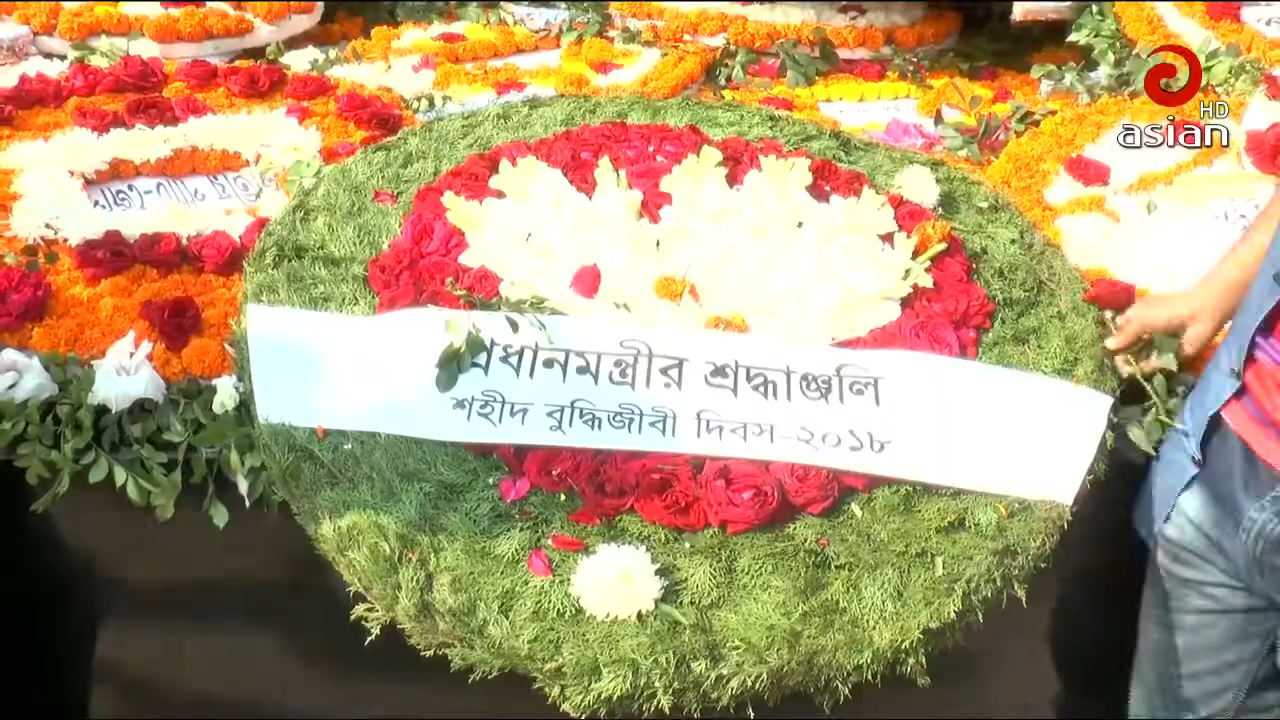 প্রধানমন্ত্রীর শ্রদ্ধাঞ্জলি
শহীদ বুদ্ধিজীবী দিবস-২০১৮
HD
asian